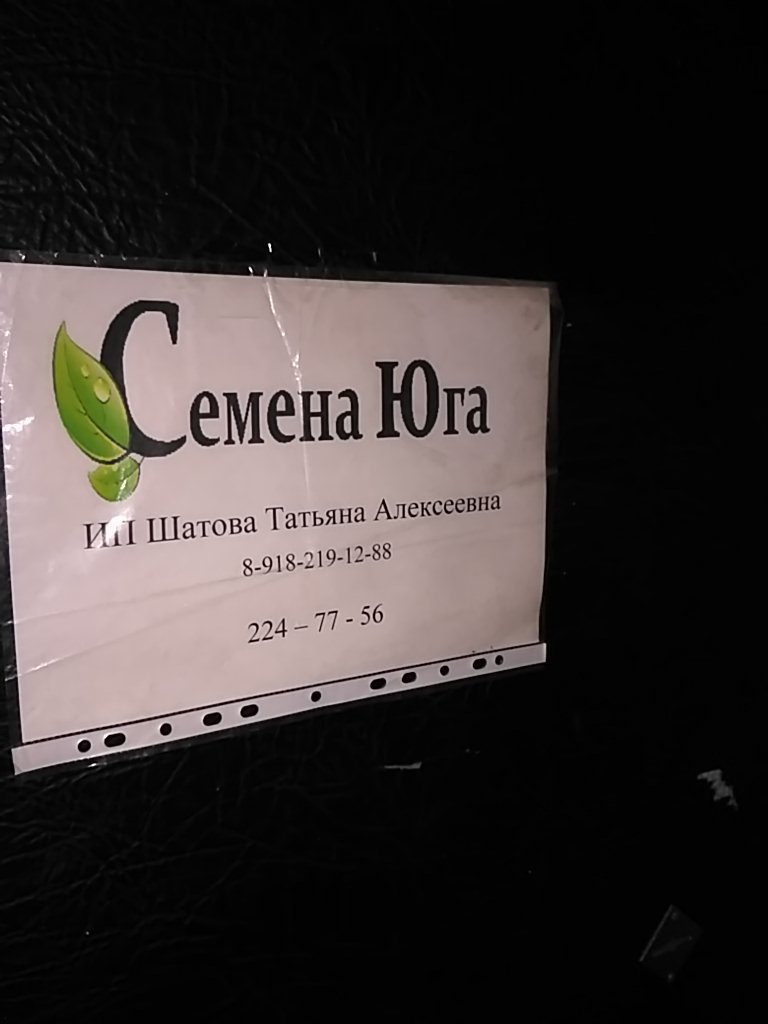 Семена Юга
ИП Шатова Татьяна Алексеевна
8-918-219-12-88
224 – 77 - 56